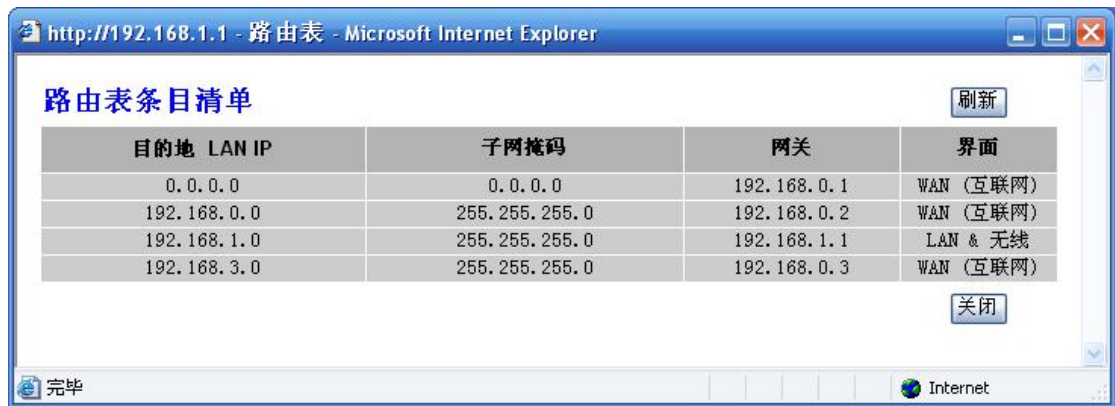 http://192.168.1.1 - 路由表 - Microsoft Internet Explorer
路由表条目清单 刷新
目的地 LAN IP 子网掩码 网关 界面
0.0.0.0 0.0.0.0 192.168.0.1 WAN (互联网)
192.168.0.0 255.255.255.0 192.168.0.2 WAN (互联网)
192.168.1.0 255.255.255.0 192.168.1.1 LAN & 无线
192.168.3.0 255.255.255.0 192.168.0.3 WAN (互联网)
关闭
完毕 Internet